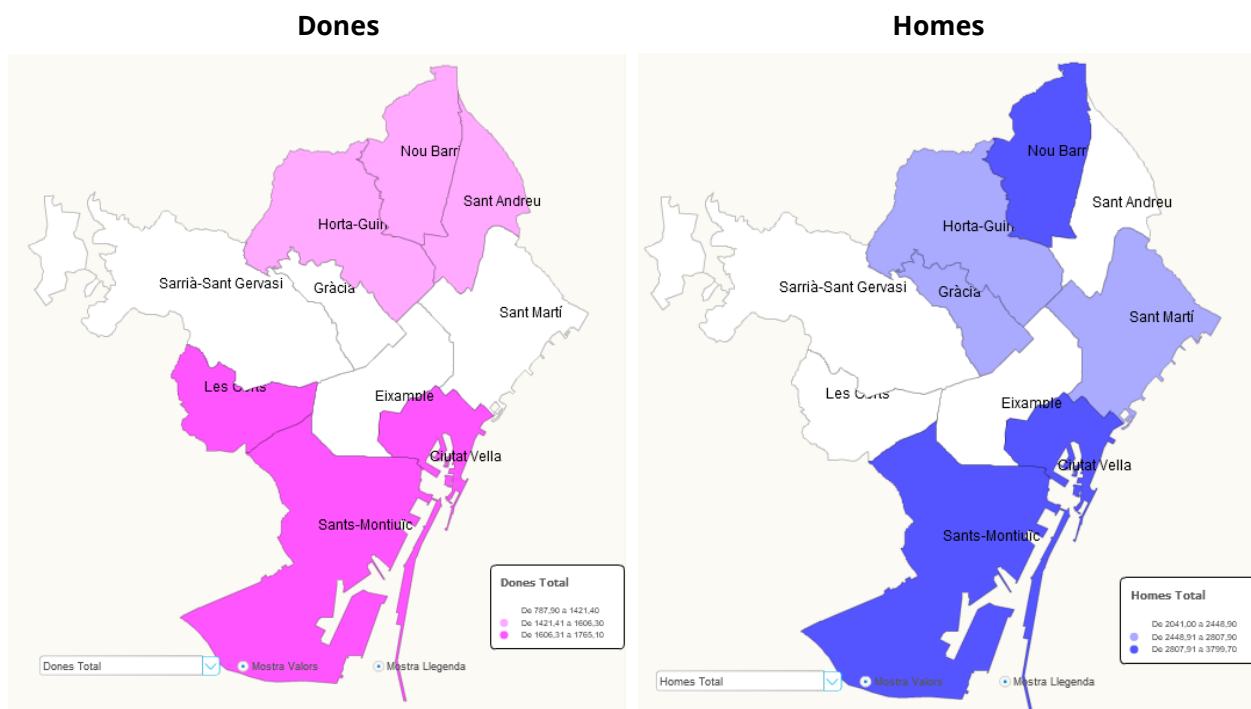 Dones
Nou Barr
Sant Andreu
Horta-Guin
Sarrià-Sant Gervasi
Gràcia
Sant Martí
Les Corts
Eixample
Ciutat Vella
Sants-Montjuïc
Dones Total
De 787,90 a 1421,40
De 1421,41 a 1606,30
De 1606,31 a 1765,10
Dones Total
Mostra Valors
Mostra Llegenda
Homes
Nou Barr
Sant Andreu
Horta-Guin
Sarrià-Sant Gervasi
Gràcia
Sant Martí
Les Corts
Eixample
Ciutat Vella
Sants-Montjuïc
Homes Total
De 2041,00 a 2448,90
De 2448,91 a 2807,90
De 2807,91 a 3799,70
Homes Total
Mostra Valors
Mostra Llegenda